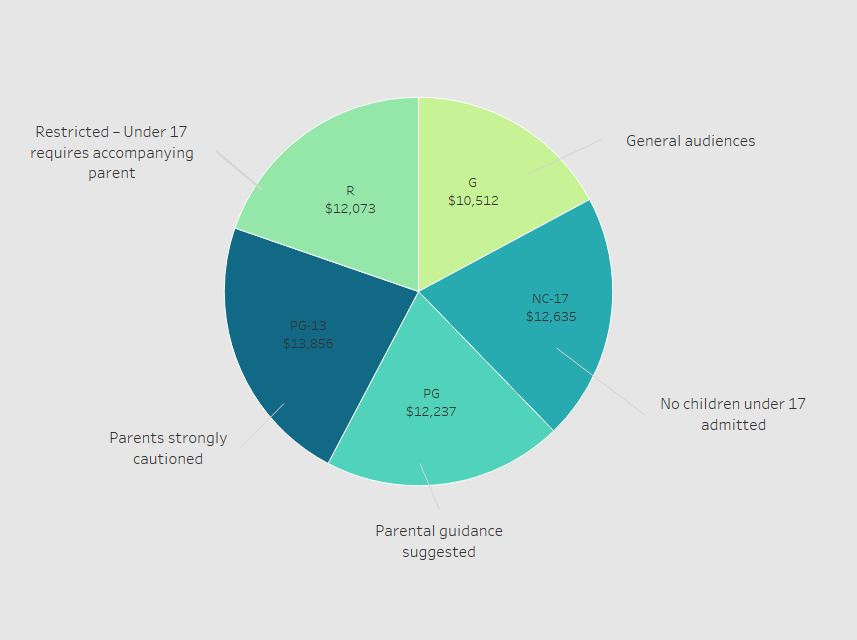 Restricted – Under 17
requires accompanying
parent
General audiences
R
$12,073
G
$10,512
NC-17
$12,635
PG-13
$13,856
PG
$12,237
No children under 17
admitted
Parents strongly
cautioned
Parental guidance
suggested